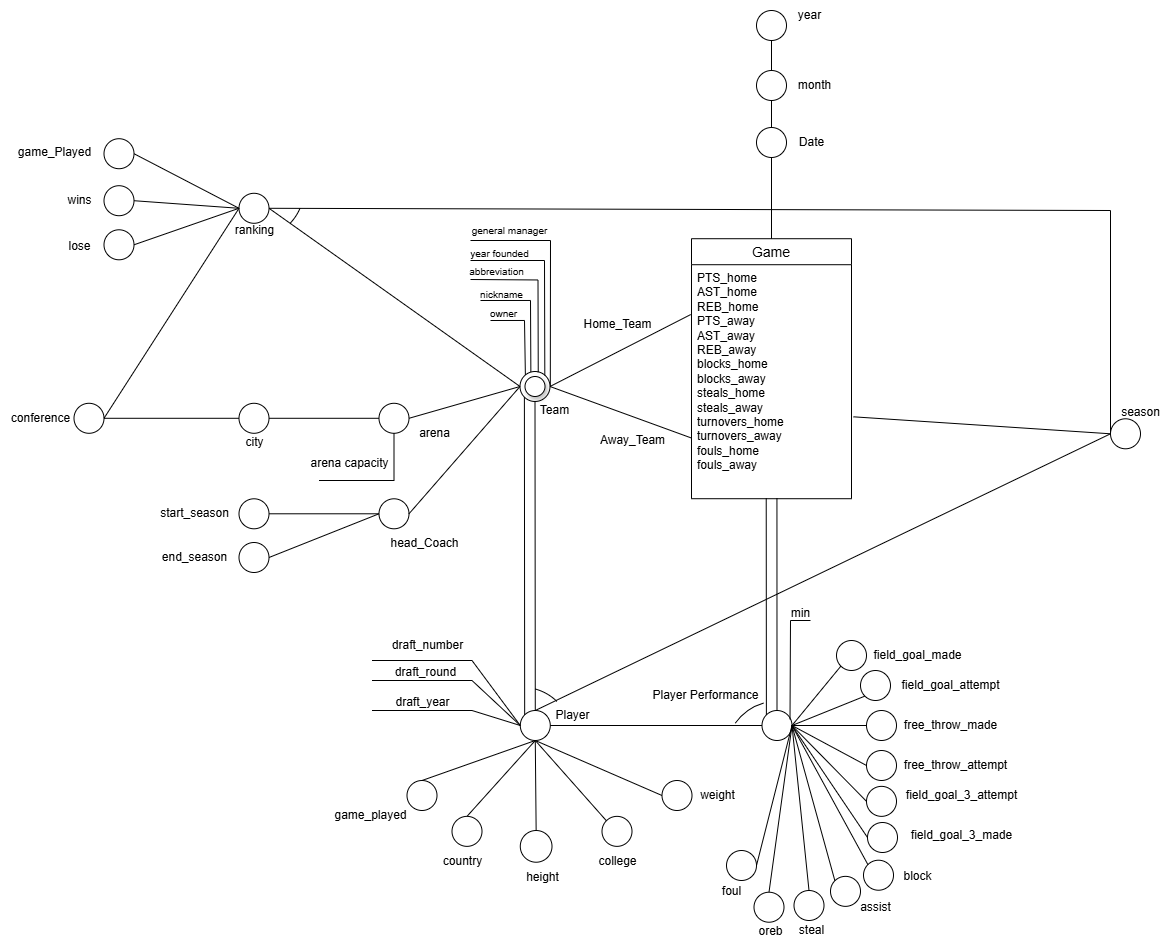 year
month
Date
game_Played
wins
lose
ranking
general manager
year founded
abbreviation
nickname
owner
Home_Team
Away_Team
Team
Game
PTS_home
AST_home
REB_home
PTS_away
AST_away
REB_away
blocks_home
blocks_away
steals_home
steals_away
turnovers_home
turnovers_away
fouls_home
fouls_away
season
conference
city
arena
arena capacity
start_season
end_season
head_Coach
draft_number
draft_round
draft_year
Player
Player Performance
min
game_played
country
height
college
weight
field_goal_made
field_goal_attempt
free_throw_made
free_throw_attempt
field_goal_3_attempt
field_goal_3_made
block
assist
steal
oreb
foul